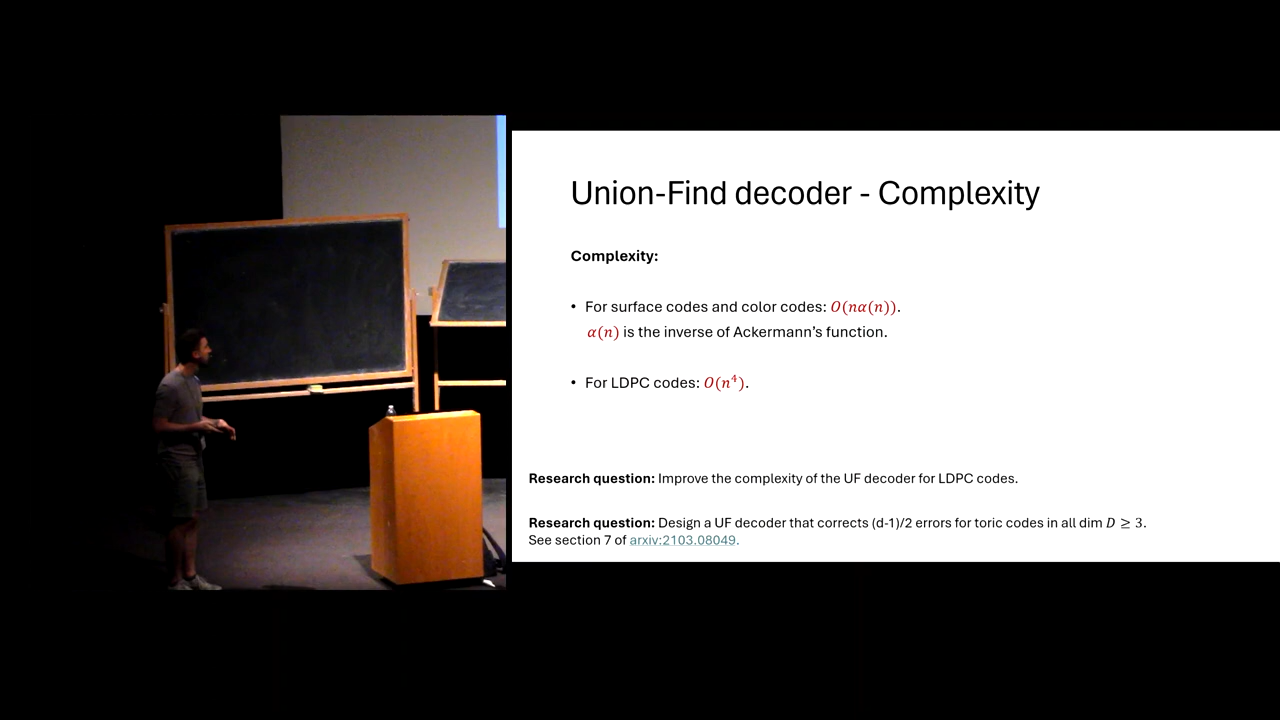 Union-Find decoder - Complexity
Complexity:
• For surface codes and color codes: O(nα(n)).
α(n) is the inverse of Ackermann’s function.
• For LDPC codes: O(n⁴).
Research question: Improve the complexity of the UF decoder for LDPC codes.
Research question: Design a UF decoder that corrects (d-1)/2 errors for toric codes in all dim D ≥ 3.
See section 7 of arxiv:2103.08049.